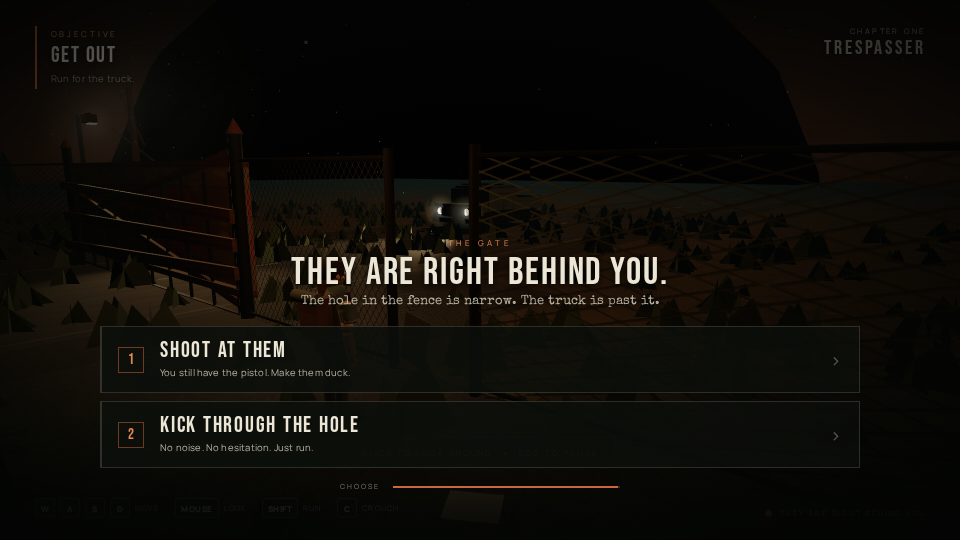 OBJECTIVE
GET OUT
Run for the truck.
CHAPTER ONE
TRESPASSER
THE GATE
THEY ARE RIGHT BEHIND YOU.
The hole in the fence is narrow. The truck is past it.
1
SHOOT AT THEM
You still have the pistol. Make them duck.
2
KICK THROUGH THE HOLE
No noise. No hesitation. Just run.
CHOOSE
W A S D MOVE MOUSE LOOK SHIFT RUN C CROUCH